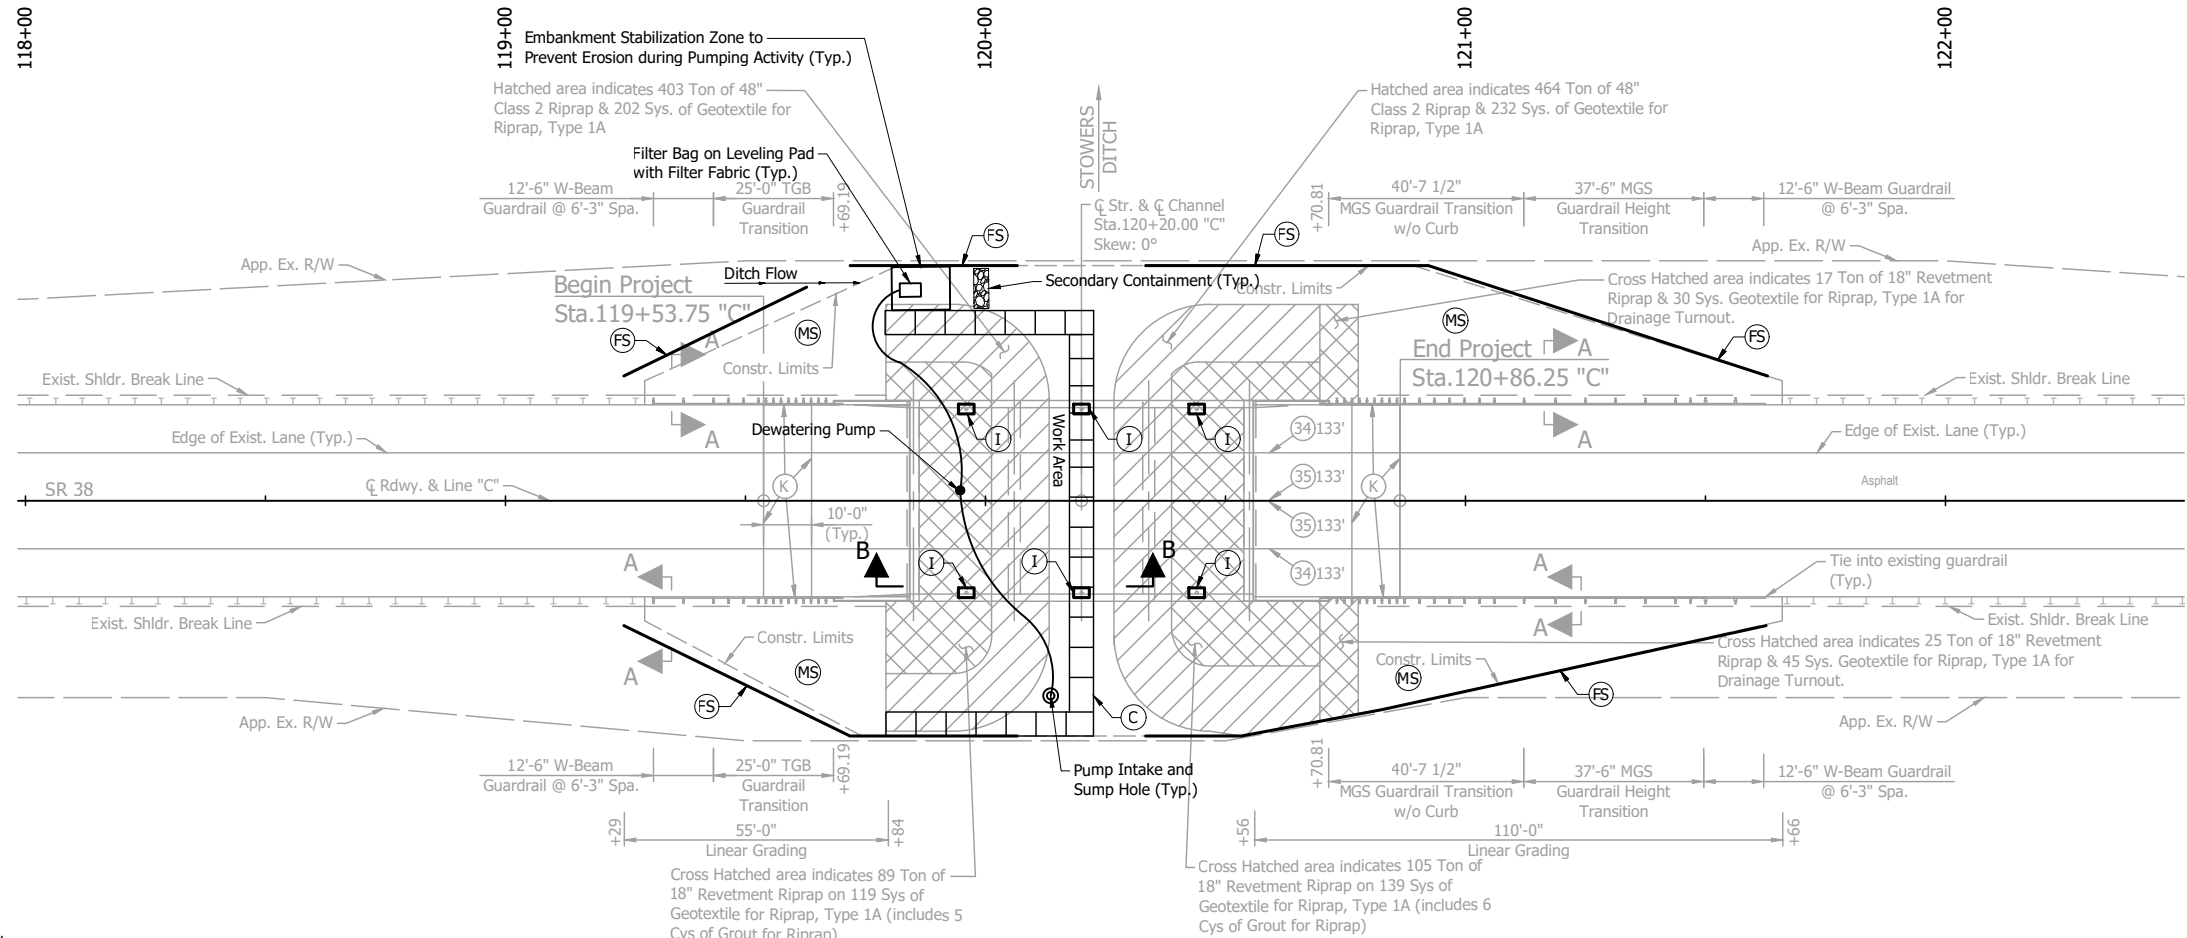 118+00
119+00
120+00
121+00
122+00
Embankment Stabilization Zone to
Prevent Erosion during Pumping Activity (Typ.)
Hatched area indicates 403 Ton of 48"
Class 2 Riprap & 202 Sys. of Geotextile for
Riprap, Type 1A
Hatched area indicates 464 Ton of 48"
Class 2 Riprap & 232 Sys. of Geotextile for
Riprap, Type 1A
STOWERS
DITCH
Filter Bag on Leveling Pad
with Filter Fabric (Typ.)
12'-6" W-Beam
Guardrail @ 6'-3" Spa.
25'-0" TGB
Guardrail
Transition
+69.19
℄ Str. & ℄ Channel
Sta.120+20.00 "C"
Skew: 0°
+70.81
40'-7 1/2"
MGS Guardrail Transition
w/o Curb
37'-6" MGS
Guardrail Height
Transition
12'-6" W-Beam Guardrail
@ 6'-3" Spa.
FS
FS
App. Ex. R/W
App. Ex. R/W
Ditch Flow
Begin Project
Sta.119+53.75 "C"
Secondary Containment (Typ.)
Constr. Limits
Cross Hatched area indicates 17 Ton of 18" Revetment
Riprap & 30 Sys. Geotextile for Riprap, Type 1A for
Drainage Turnout.
FS
MS
A
MS
FS
End Project
Sta.120+86.25 "C"
A
Constr. Limits
Exist. Shldr. Break Line
Exist. Shldr. Break Line
A
A
Edge of Exist. Lane (Typ.)
Dewatering Pump
I
I
I
Work Area
34 133'
Edge of Exist. Lane (Typ.)
SR 38
℄ Rdwy. & Line "C"
K
35 133'
K
Asphalt
10'-0"
(Typ.)
35 133'
B
B
A
I
I
I
34 133'
A
Tie into existing guardrail
(Typ.)
Exist. Shldr. Break Line
Exist. Shldr. Break Line
Constr. Limits
A
A
MS
Constr. Limits
MS
Cross Hatched area indicates 25 Ton of 18" Revetment
Riprap & 45 Sys. Geotextile for Riprap, Type 1A for
Drainage Turnout.
FS
FS
C
App. Ex. R/W
App. Ex. R/W
12'-6" W-Beam
Guardrail @ 6'-3" Spa.
25'-0" TGB
Guardrail
Transition
+69.19
Pump Intake and
Sump Hole (Typ.)
+70.81
40'-7 1/2"
MGS Guardrail Transition
w/o Curb
37'-6" MGS
Guardrail Height
Transition
12'-6" W-Beam Guardrail
@ 6'-3" Spa.
+29
55'-0"
Linear Grading
+84
+56
110'-0"
Linear Grading
+66
Cross Hatched area indicates 89 Ton of
18" Revetment Riprap on 119 Sys of
Geotextile for Riprap, Type 1A (includes 5
Cys of Grout for Riprap)
Cross Hatched area indicates 105 Ton of
18" Revetment Riprap on 139 Sys of
Geotextile for Riprap, Type 1A (includes 6
Cys of Grout for Riprap)